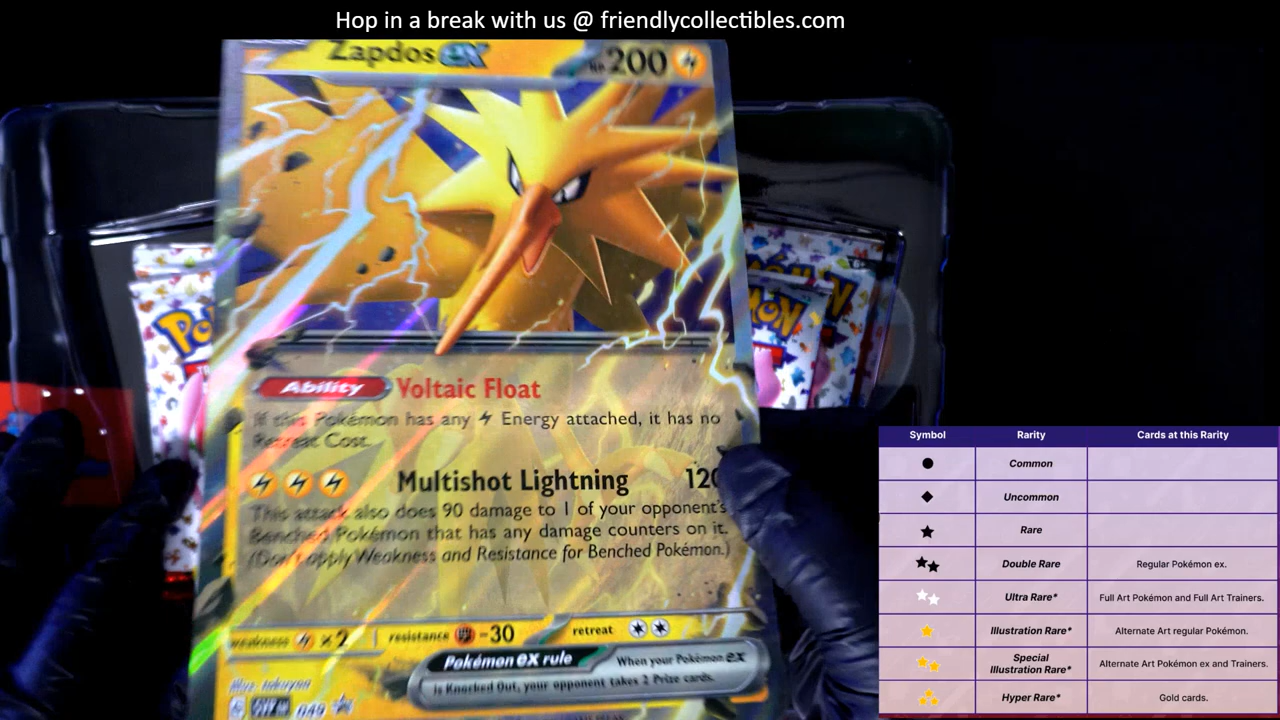 Hop in a break with us @ friendlycollectibles.com
Zapdos ex HP 200
Ability Voltaic Float
If this Pokémon has any Energy attached, it has no
Retreat Cost.
Multishot Lightning 120
This attack also does 90 damage to 1 of your opponent's
Benched Pokémon that has any damage counters on it.
(Don't apply Weakness and Resistance for Benched Pokémon.)
weakness ×2 resistance -30 retreat
Pokémon ex rule When your Pokémon ex
is Knocked Out, your opponent takes 2 Prize cards.
Illus. takuyoa
049
Symbol Rarity Cards at this Rarity
Common
Uncommon
Rare
Double Rare Regular Pokémon ex.
Ultra Rare* Full Art Pokémon and Full Art Trainers.
Illustration Rare* Alternate Art regular Pokémon.
Special
Illustration Rare* Alternate Art Pokémon ex and Trainers.
Hyper Rare* Gold cards.